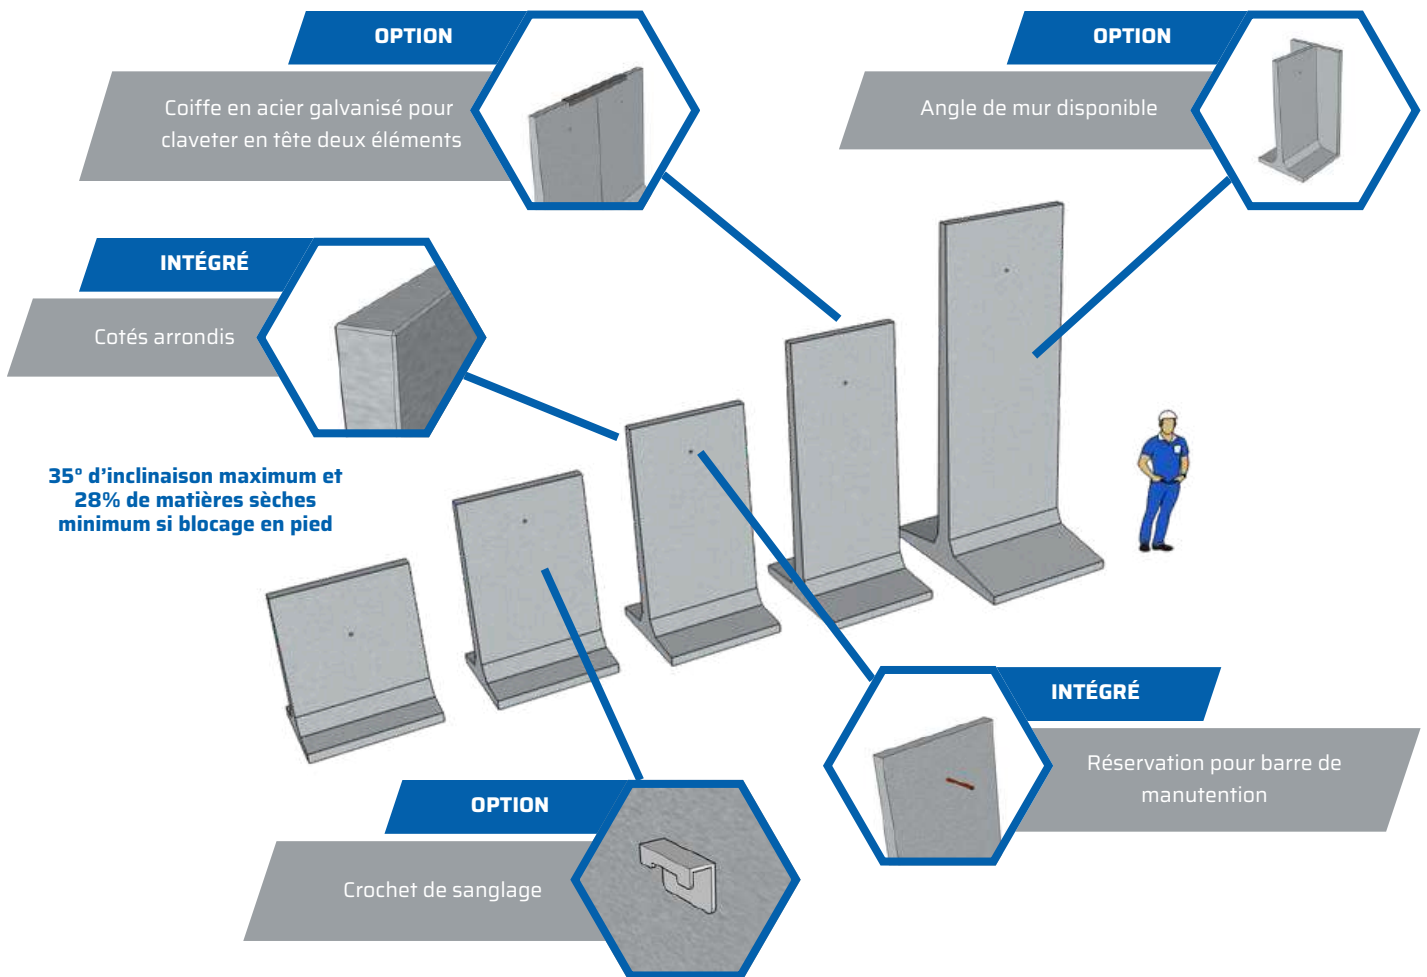 OPTION
Coiffe en acier galvanisé pour
claveter en tête deux éléments
OPTION
Angle de mur disponible
INTÉGRÉ
Cotés arrondis
35° d’inclinaison maximum et
28% de matières sèches
minimum si blocage en pied
INTÉGRÉ
Réservation pour barre de
manutention
OPTION
Crochet de sanglage